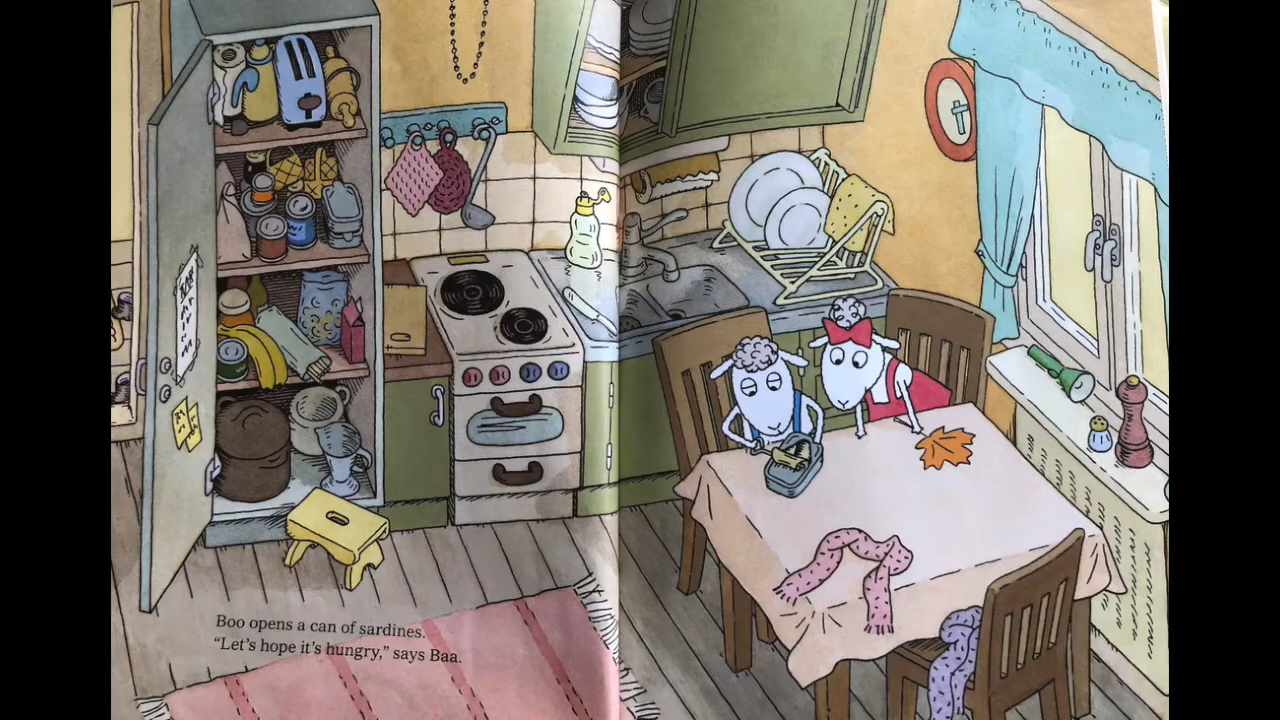 Boo opens a can of sardines.
“Let’s hope it’s hungry,” says Baa.